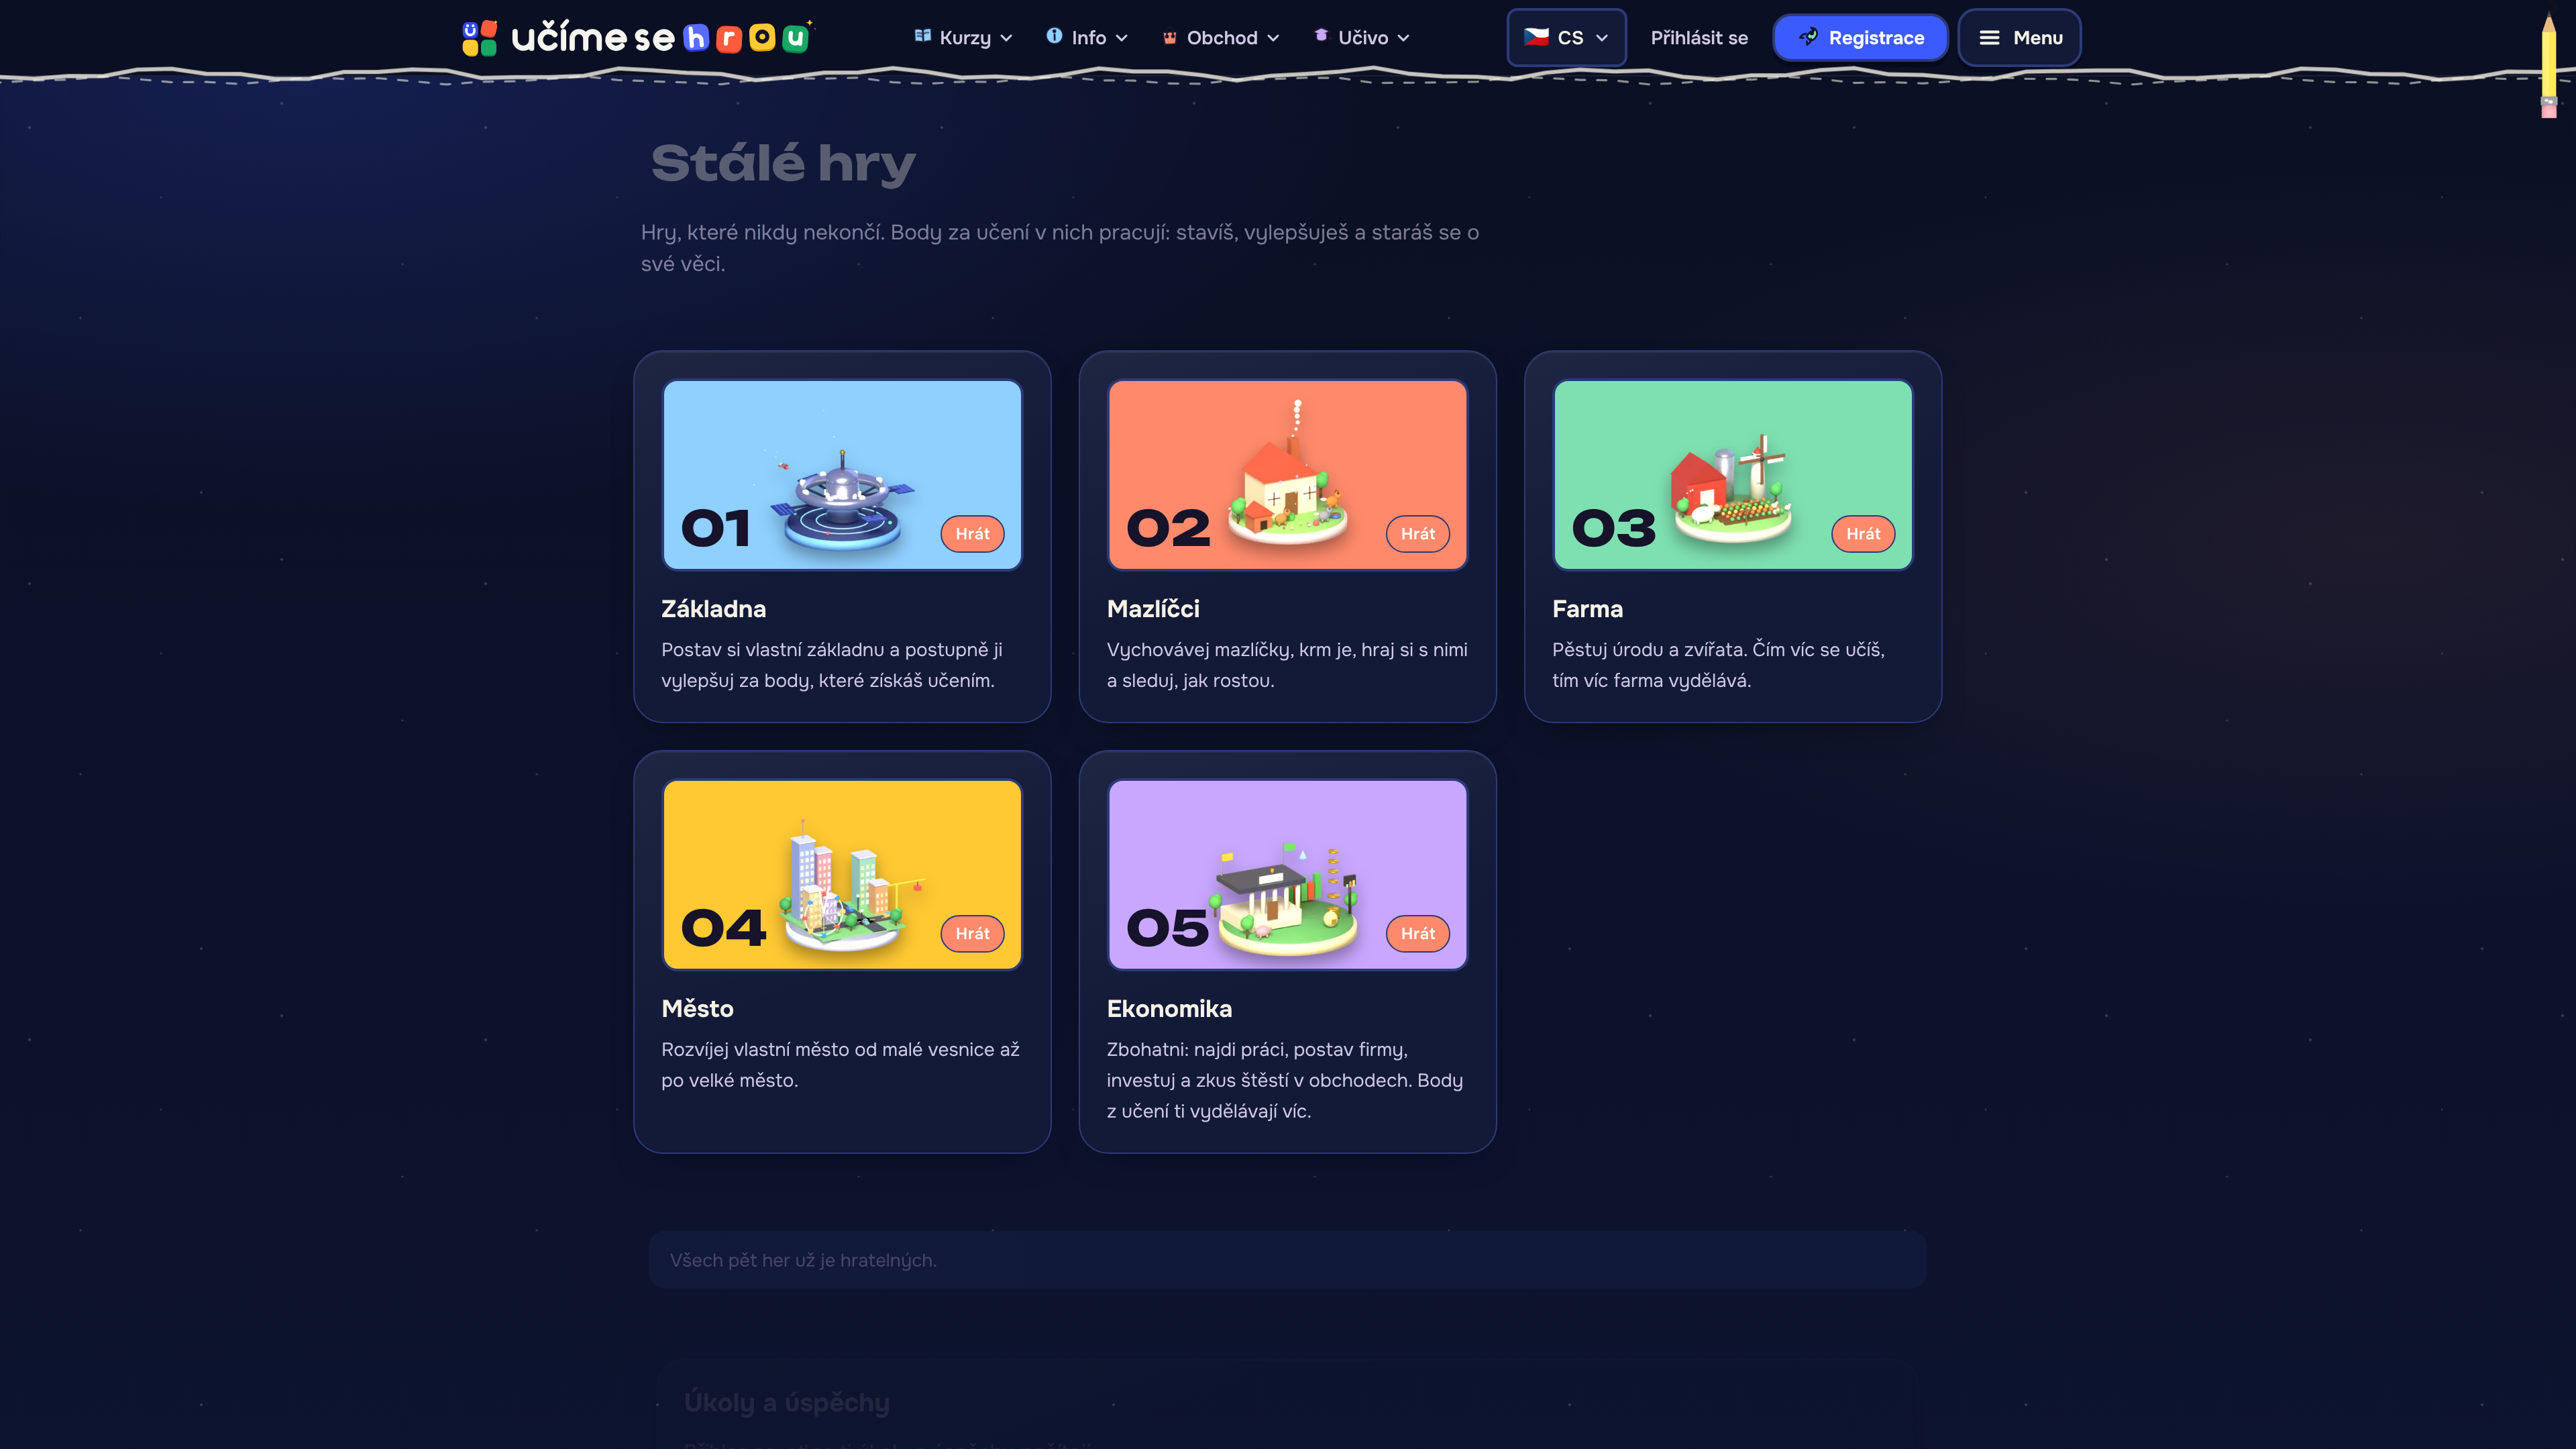 učíme se hrou
Kurzy
Info
Obchod
Učivo
CS
Přihlásit se
Registrace
Menu
Stálé hry
Hry, které nikdy nekončí. Body za učení v nich pracují: stavíš, vylepšuješ a staráš se o
své věci.
01
Hrát
Základna
Postav si vlastní základnu a postupně ji
vylepšuj za body, které získáš učením.
02
Hrát
Mazlíčci
Vychovávej mazlíčky, krm je, hraj si s nimi
a sleduj, jak rostou.
03
Hrát
Farma
Pěstuj úrodu a zvířata. Čím víc se učíš,
tím víc farma vydělává.
04
Hrát
Město
Rozvíjej vlastní město od malé vesnice až
po velké město.
05
Hrát
Ekonomika
Zbohatni: najdi práci, postav firmy,
investuj a zkus štěstí v obchodech. Body
z učení ti vydělávají víc.
Všech pět her už je hratelných.
Úkoly a úspěchy